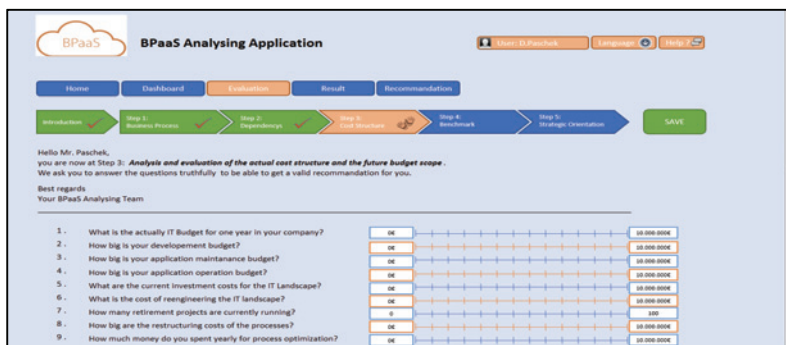 BPaaS
BPaaS Analysing Application
User: D.Paschek
Language
Help ?
Home
Dashboard
Evaluation
Result
Recommandation
Introduction
Step 1:
Business Process
Step 2:
Dependencys
Step 3:
Cost Structure
Step 4:
Benchmark
Step 5:
Strategic Orientation
SAVE
Hello Mr. Paschek,
you are now at Step 3: Analysis and evaluation of the actual cost structure and the future budget scope .
We ask you to answer the questions truthfully to be able to get a valid recommandation for you.
Best regards
Your BPaaS Analysing Team
1. What is the actually IT Budget for one year in your company? 0€ 10.000.000€
2. How big is your developement budget? 0€ 10.000.000€
3. How big is your application maintanance budget? 0€ 10.000.000€
4. How big is your application operation budget? 0€ 10.000.000€
5. What are the current investment costs for the IT Landscape? 0€ 10.000.000€
6. What is the cost of reengineering the IT landscape? 0€ 10.000.000€
7. How many retirement projects are currently running? 0 100
8. How big are the restructuring costs of the processes? 0€ 10.000.000€
9. How much money do you spent yearly for process optimization? 0€ 10.000.000€